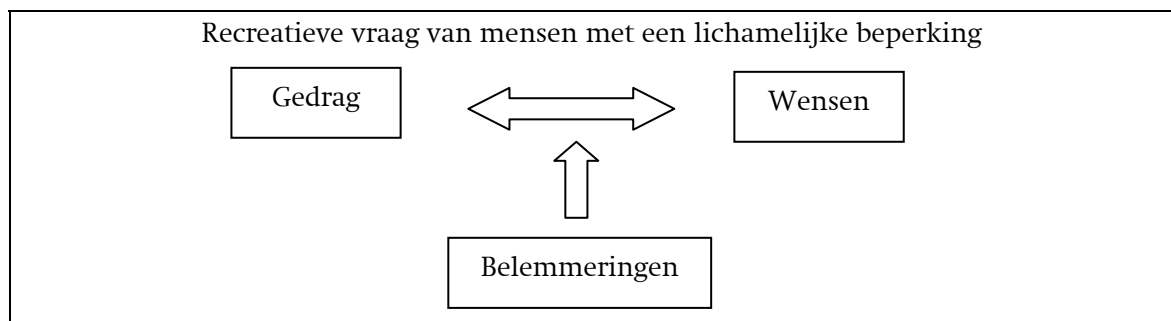 Recreatieve vraag van mensen met een lichamelijke beperking
Gedrag
Wensen
Belemmeringen